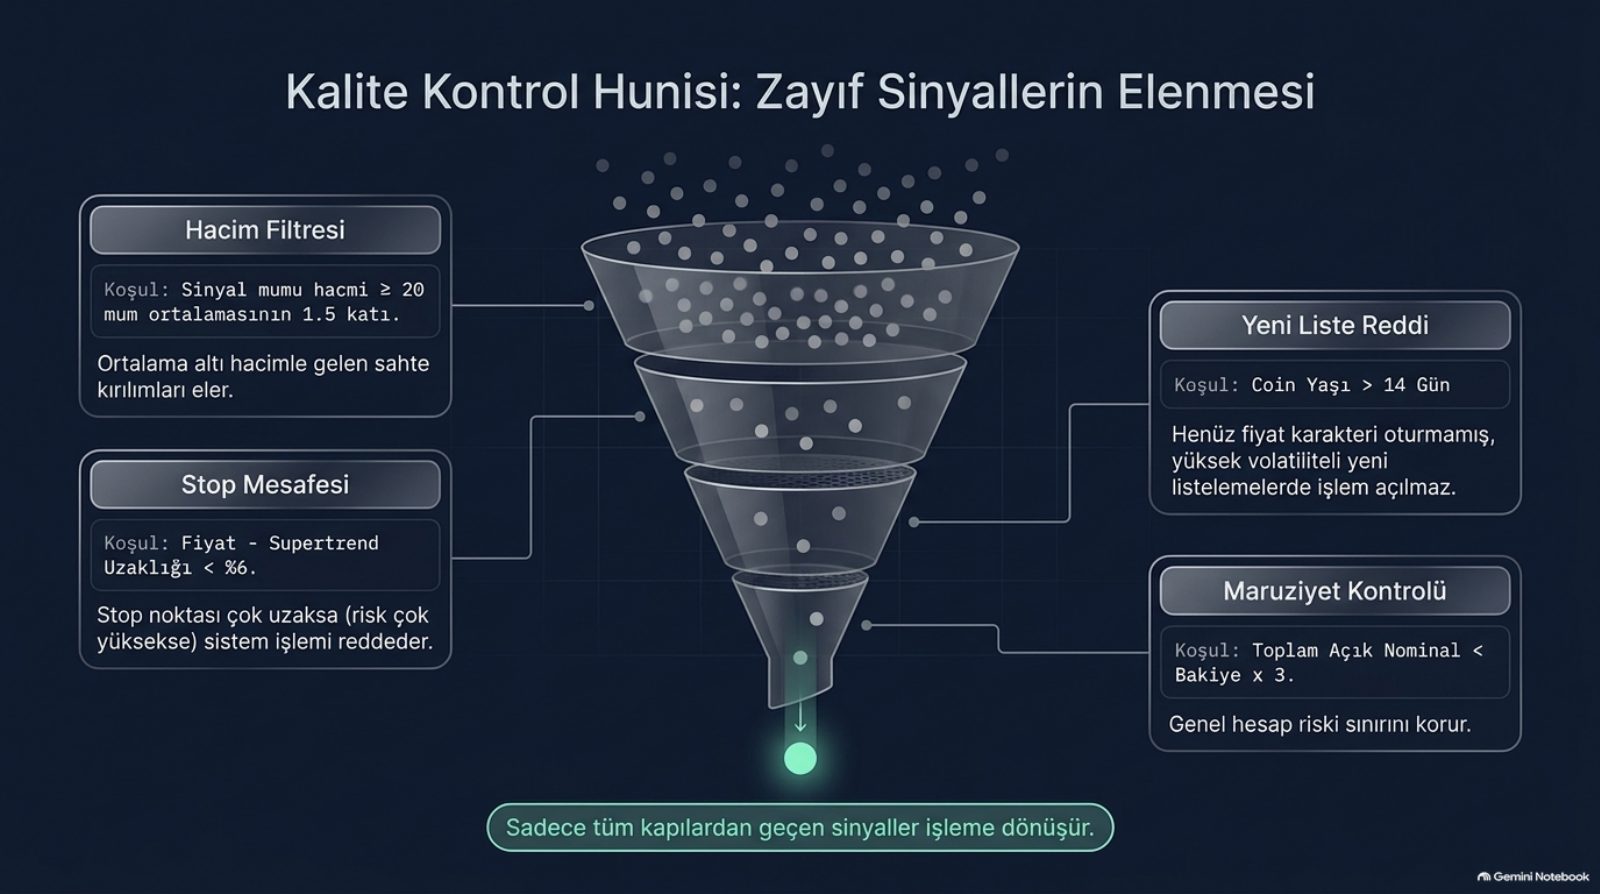 Kalite Kontrol Hunisi: Zayıf Sinyallerin Elenmesi
Hacim Filtresi
Koşul: Sinyal mumu hacmi ≥ 20
mum ortalamasının 1.5 katı.
Ortalama altı hacimle gelen sahte
kırılımları eler.
Stop Mesafesi
Koşul: Fiyat - Supertrend
Uzaklığı < %6.
Stop noktası çok uzaksa (risk çok
yüksekse) sistem işlemi reddeder.
Yeni Liste Reddi
Koşul: Coin Yaşı > 14 Gün
Henüz fiyat karakteri oturmamış,
yüksek volatiliteli yeni
listelemelerde işlem açılmaz.
Maruziyet Kontrolü
Koşul: Toplam Açık Nominal <
Bakiye x 3.
Genel hesap riski sınırını korur.
Sadece tüm kapılardan geçen sinyaller işleme dönüşür.
Gemini Notebook